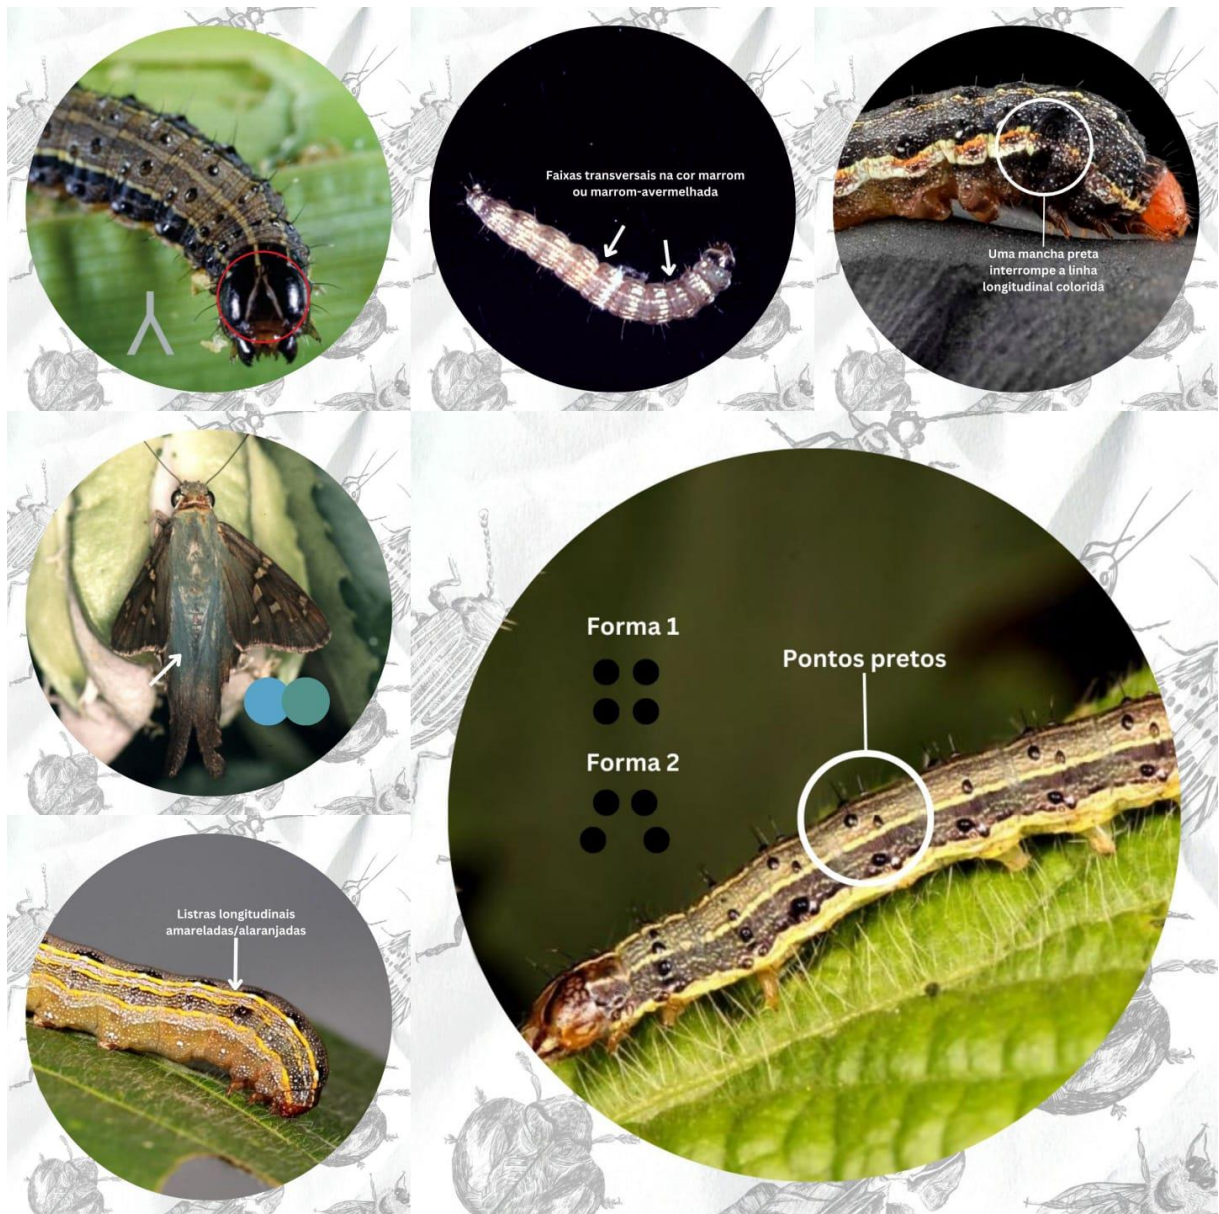 Faixas transversais na cor marrom
ou marrom-avermelhada
Uma mancha preta
interrompe a linha
longitudinal colorida
Forma 1
Forma 2
Pontos pretos
Listras longitudinais
amareladas/alaranjadas